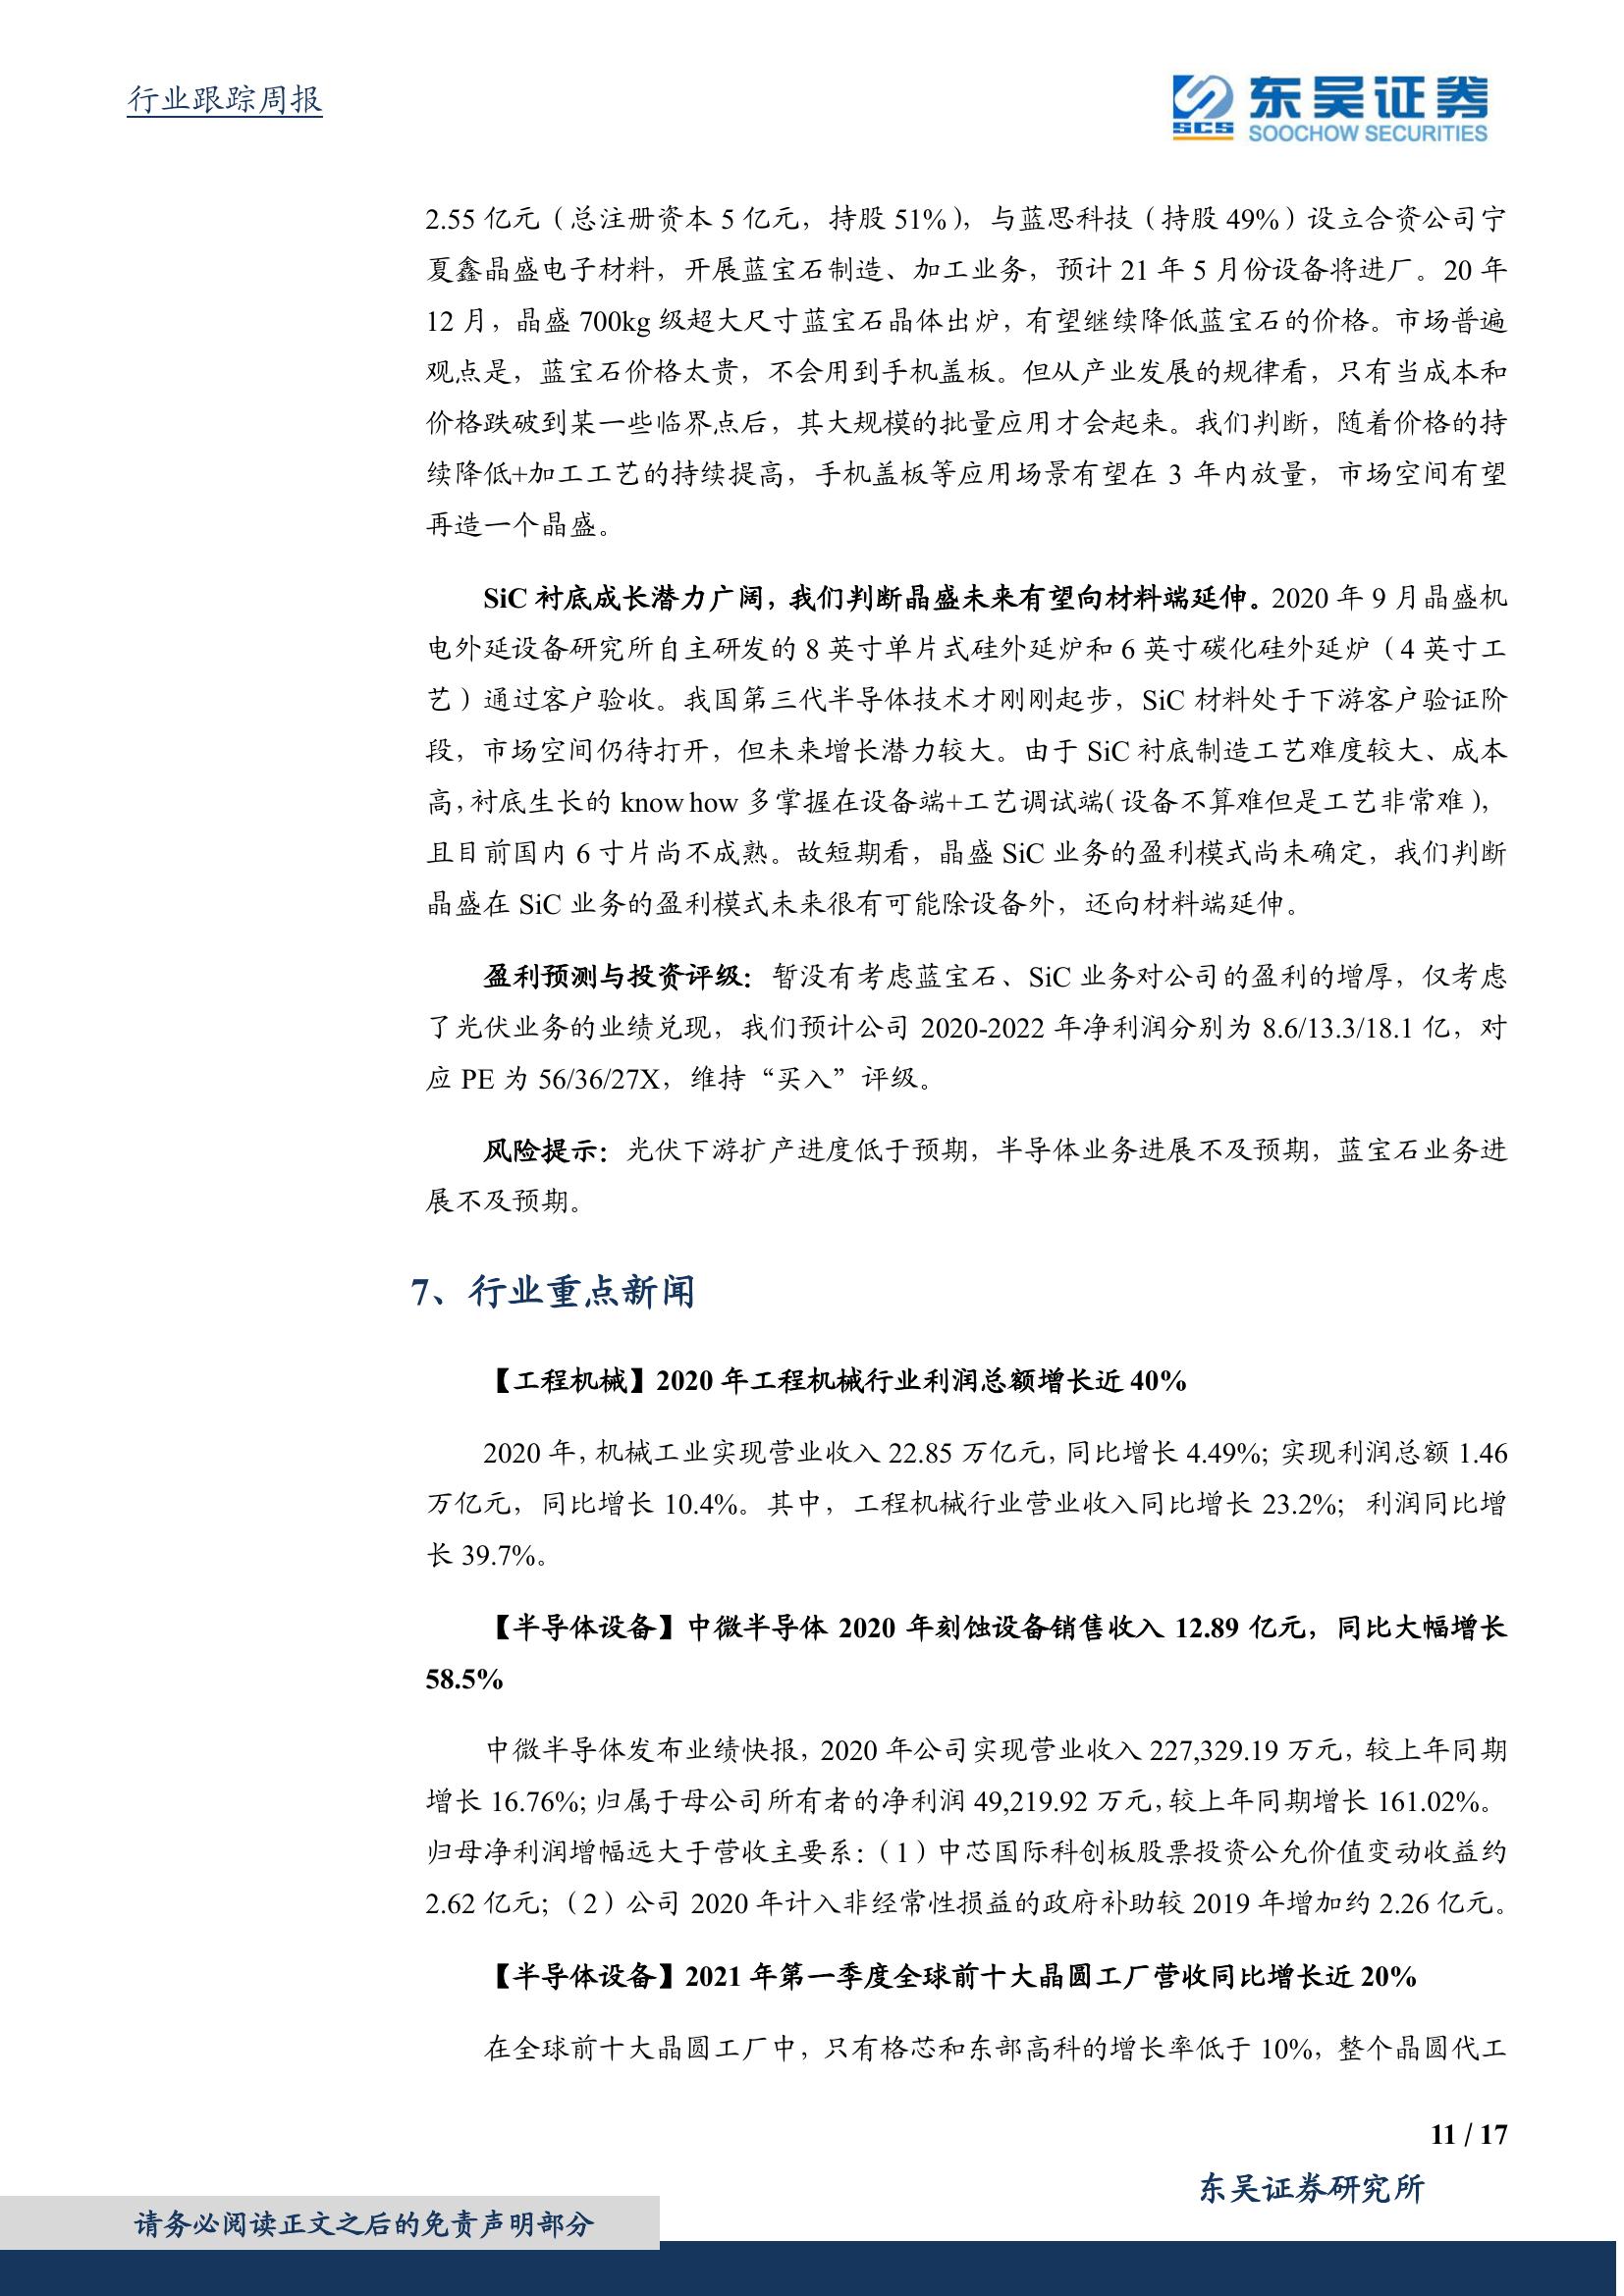 行业跟踪周报
SCS
东吴证券
SOOCHOW SECURITIES
2.55 亿元（总注册资本 5 亿元，持股 51%），与蓝思科技（持股 49%）设立合资公司宁
夏鑫晶盛电子材料，开展蓝宝石制造、加工业务，预计 21 年 5 月份设备将进厂。20 年
12 月，晶盛 700kg 级超大尺寸蓝宝石晶体出炉，有望继续降低蓝宝石的价格。市场普遍
观点是，蓝宝石价格太贵，不会用到手机盖板。但从产业发展的规律看，只有当成本和
价格跌破到某一些临界点后，其大规模的批量应用才会起来。我们判断，随着价格的持
续降低+加工工艺的持续提高，手机盖板等应用场景有望在 3 年内放量，市场空间有望
再造一个晶盛。
SiC 衬底成长潜力广阔，我们判断晶盛未来有望向材料端延伸。2020 年 9 月晶盛机
电外延设备研究所自主研发的 8 英寸单片式硅外延炉和 6 英寸碳化硅外延炉（4 英寸工
艺）通过客户验收。我国第三代半导体技术才刚刚起步，SiC 材料处于下游客户验证阶
段，市场空间仍待打开，但未来增长潜力较大。由于 SiC 衬底制造工艺难度较大、成本
高，衬底生长的 know how 多掌握在设备端+工艺调试端（设备不算难但是工艺非常难），
且目前国内 6 寸片尚不成熟。故短期看，晶盛 SiC 业务的盈利模式尚未确定，我们判断
晶盛在 SiC 业务的盈利模式未来很有可能除设备外，还向材料端延伸。
盈利预测与投资评级：暂没有考虑蓝宝石、SiC 业务对公司的盈利的增厚，仅考虑
了光伏业务的业绩兑现，我们预计公司 2020-2022 年净利润分别为 8.6/13.3/18.1 亿，对
应 PE 为 56/36/27X，维持“买入”评级。
风险提示：光伏下游扩产进度低于预期，半导体业务进展不及预期，蓝宝石业务进
展不及预期。
7、行业重点新闻
【工程机械】2020 年工程机械行业利润总额增长近 40%
2020 年，机械工业实现营业收入 22.85 万亿元，同比增长 4.49%；实现利润总额 1.46
万亿元，同比增长 10.4%。其中，工程机械行业营业收入同比增长 23.2%；利润同比增
长 39.7%。
【半导体设备】中微半导体 2020 年刻蚀设备销售收入 12.89 亿元，同比大幅增长
58.5%
中微半导体发布业绩快报，2020 年公司实现营业收入 227,329.19 万元，较上年同期
增长 16.76%；归属于母公司所有者的净利润 49,219.92 万元，较上年同期增长 161.02%。
归母净利润增幅远大于营收主要系：（1）中芯国际科创板股票投资公允价值变动收益约
2.62 亿元；（2）公司 2020 年计入非经常性损益的政府补助较 2019 年增加约 2.26 亿元。
【半导体设备】2021 年第一季度全球前十大晶圆工厂营收同比增长近 20%
在全球前十大晶圆工厂中，只有格芯和东部高科的增长率低于 10%，整个晶圆代工
11 / 17
东吴证券研究所
请务必阅读正文之后的免责声明部分